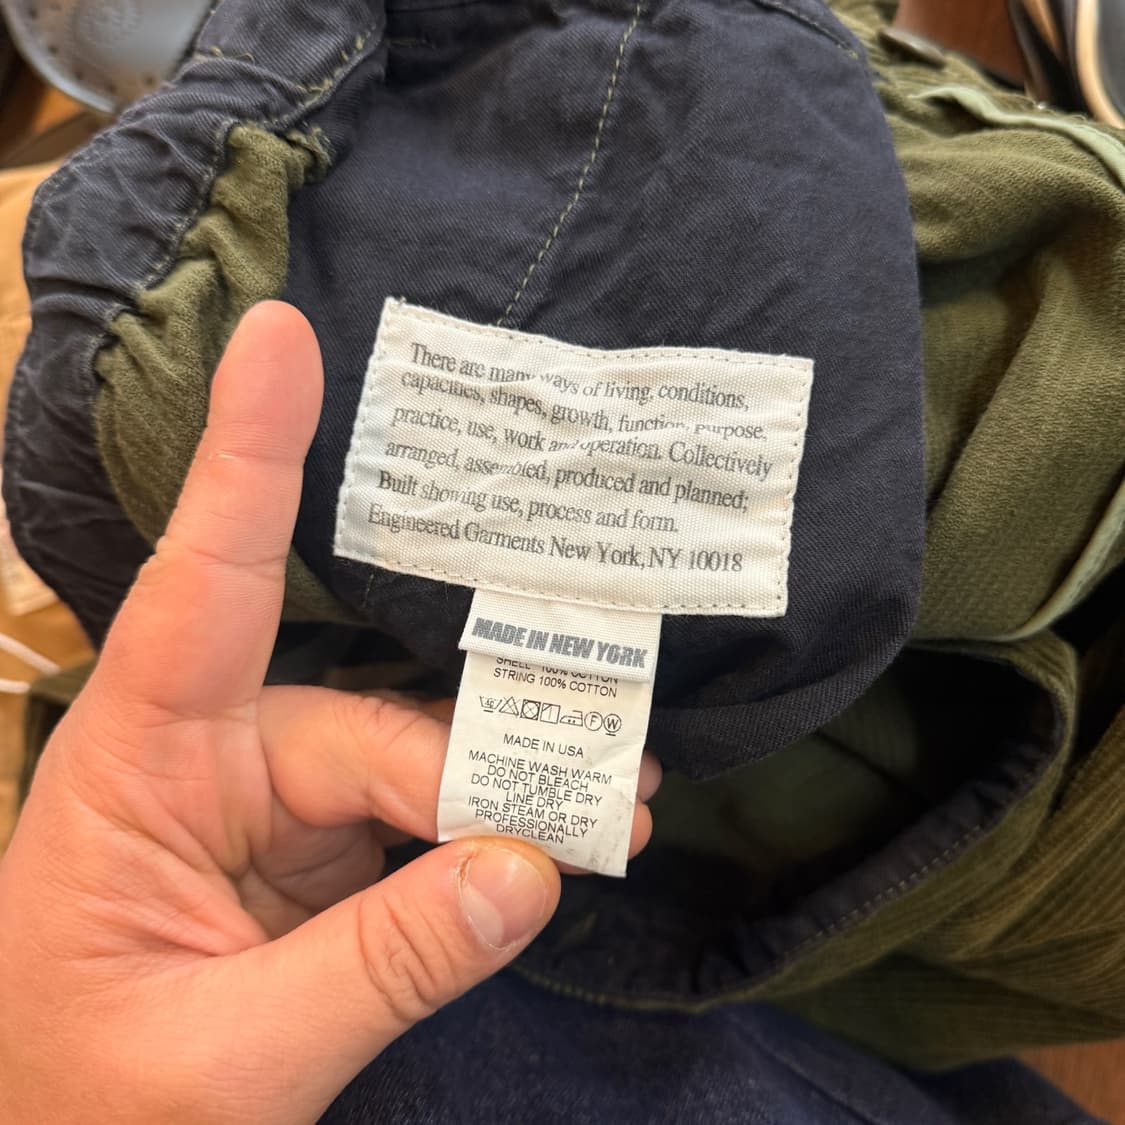 There are many ways of living, conditions,
capacities, shapes, growth, function, purpose.
practice, use, work and operation. Collectively
arranged, assembled, produced and planned;
Built showing use, process and form.
Engineered Garments New York, NY 10018
MADE IN NEW YORK
SHELL 100% COTTON
STRING 100% COTTON
F W
MADE IN USA
MACHINE WASH WARM
DO NOT BLEACH
DO NOT TUMBLE DRY
LINE DRY
IRON STEAM OR DRY
PROFESSIONALLY
DRYCLEAN